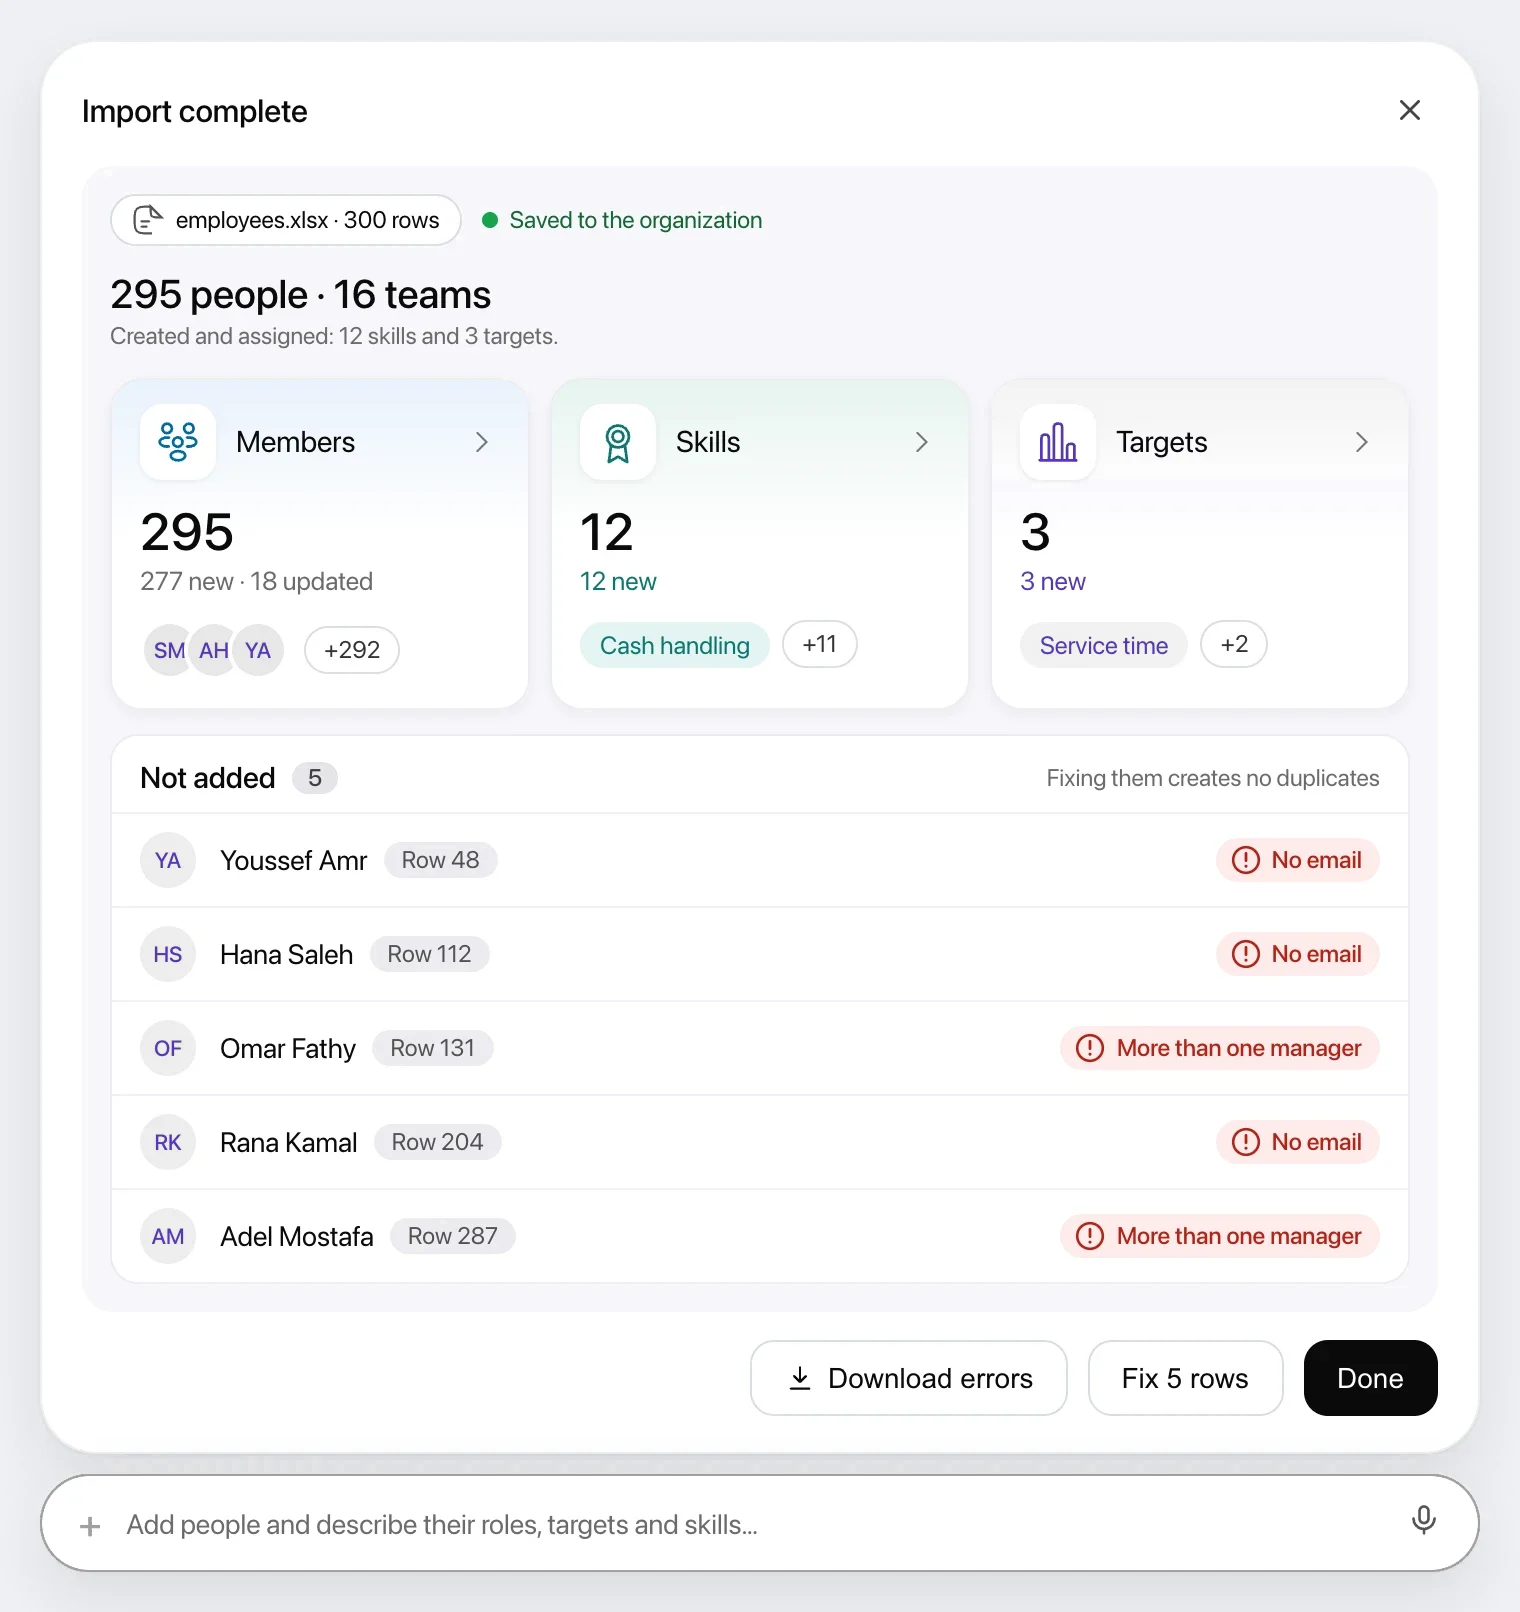 Import complete
employees.xlsx · 300 rows
Saved to the organization
295 people · 16 teams
Created and assigned: 12 skills and 3 targets.
Members
295
277 new · 18 updated
SM AH YA +292
Skills
12
12 new
Cash handling +11
Targets
3
3 new
Service time +2
Not added 5
Fixing them creates no duplicates
YA Youssef Amr Row 48 No email
HS Hana Saleh Row 112 No email
OF Omar Fathy Row 131 More than one manager
RK Rana Kamal Row 204 No email
AM Adel Mostafa Row 287 More than one manager
Download errors
Fix 5 rows
Done
Add people and describe their roles, targets and skills...